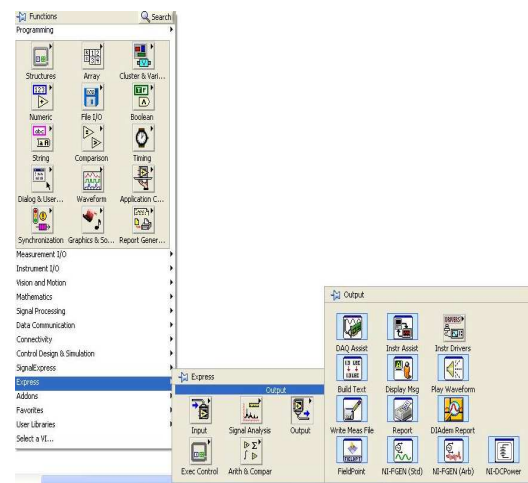 Functions Search
Programming
Structures Array Cluster & Vari...
Numeric File I/O Boolean
String Comparison Timing
Dialog & User... Waveform Application C...
Synchronization Graphics & So... Report Gener...
Measurement I/O
Instrument I/O
Vision and Motion
Mathematics
Signal Processing
Data Communication
Connectivity
Control Design & Simulation
SignalExpress
Express
Addons
Favorites
User Libraries
Select a VI...
Express
Output
Input Signal Analysis Output
Exec Control Arith & Compar
Output
DAQ Assist Instr Assist Instr Drivers
Build Text Display Msg Play Waveform
Write Meas File Report DIAdem Report
FieldPoint NI-FGEN (Std) NI-FGEN (Arb) NI-DCPower